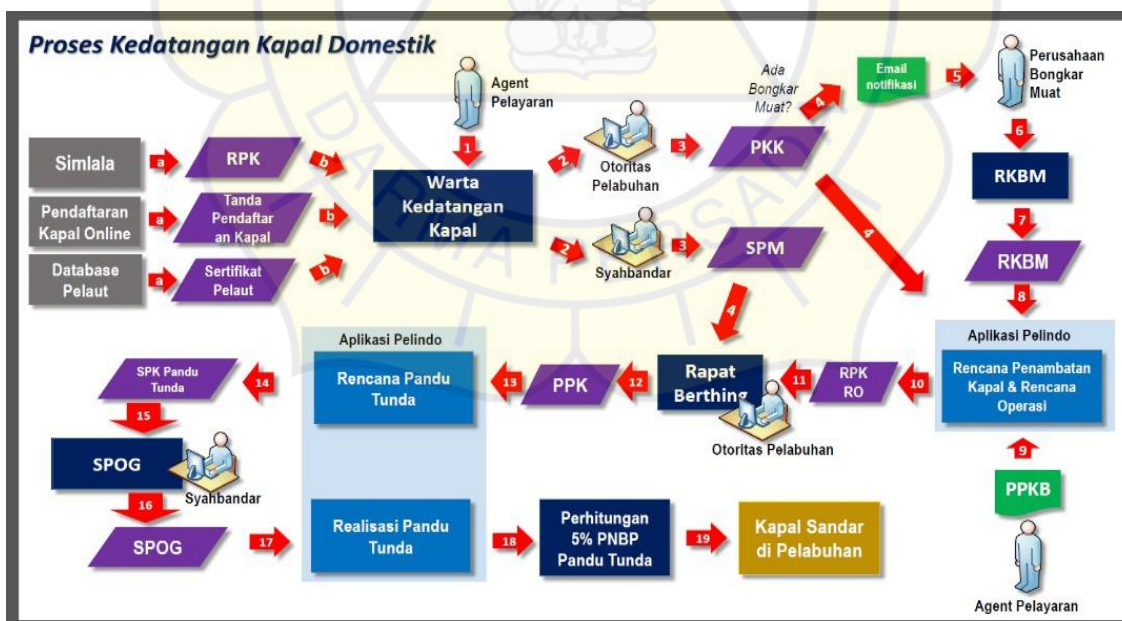 Proses Kedatangan Kapal Domestik
Agent
Pelayaran
1
Ada
Bongkar
Muat?
4
Email
notifikasi
5
Perusahaan
Bongkar
Muat
Simlala
a
RPK
b
Pendaftaran
Kapal Online
a
Tanda
Pendaftar
an Kapal
b
Database
Pelaut
a
Sertifikat
Pelaut
b
Warta
Kedatangan
Kapal
2
Otoritas
Pelabuhan
3
PKK
2
Syahbandar
3
SPM
4
4
6
RKBM
7
RKBM
8
Aplikasi Pelindo
Rencana Penambatan
Kapal & Rencana
Operasi
9
PPKB
Agent Pelayaran
10
RPK
RO
11
Rapat
Berthing
Otoritas Pelabuhan
12
PPK
13
Aplikasi Pelindo
Rencana Pandu
Tunda
14
SPK Pandu
Tunda
15
SPOG
Syahbandar
16
SPOG
17
Realisasi Pandu
Tunda
18
Perhitungan
5% PNBP
Pandu Tunda
19
Kapal Sandar
di Pelabuhan
DARMA PERSADA